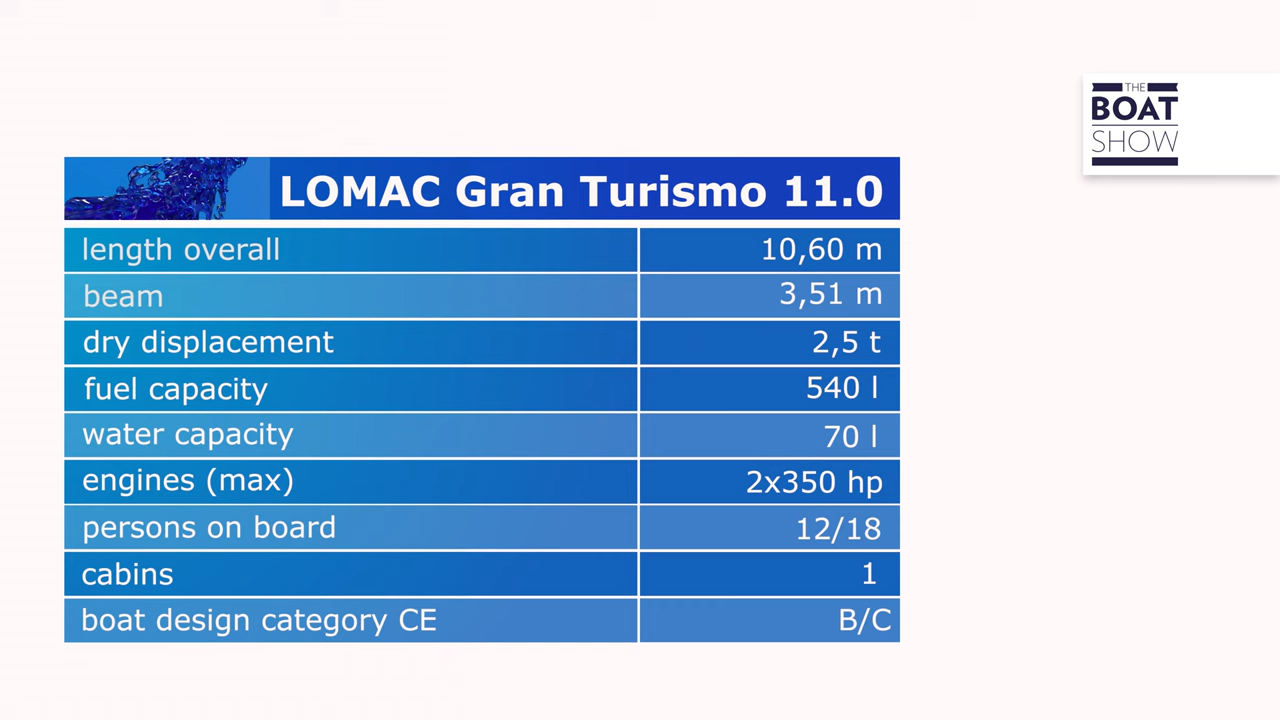 THE
BOAT
SHOW
LOMAC Gran Turismo 11.0
length overall 10,60 m
beam 3,51 m
dry displacement 2,5 t
fuel capacity 540 l
water capacity 70 l
engines (max) 2x350 hp
persons on board 12/18
cabins 1
boat design category CE B/C